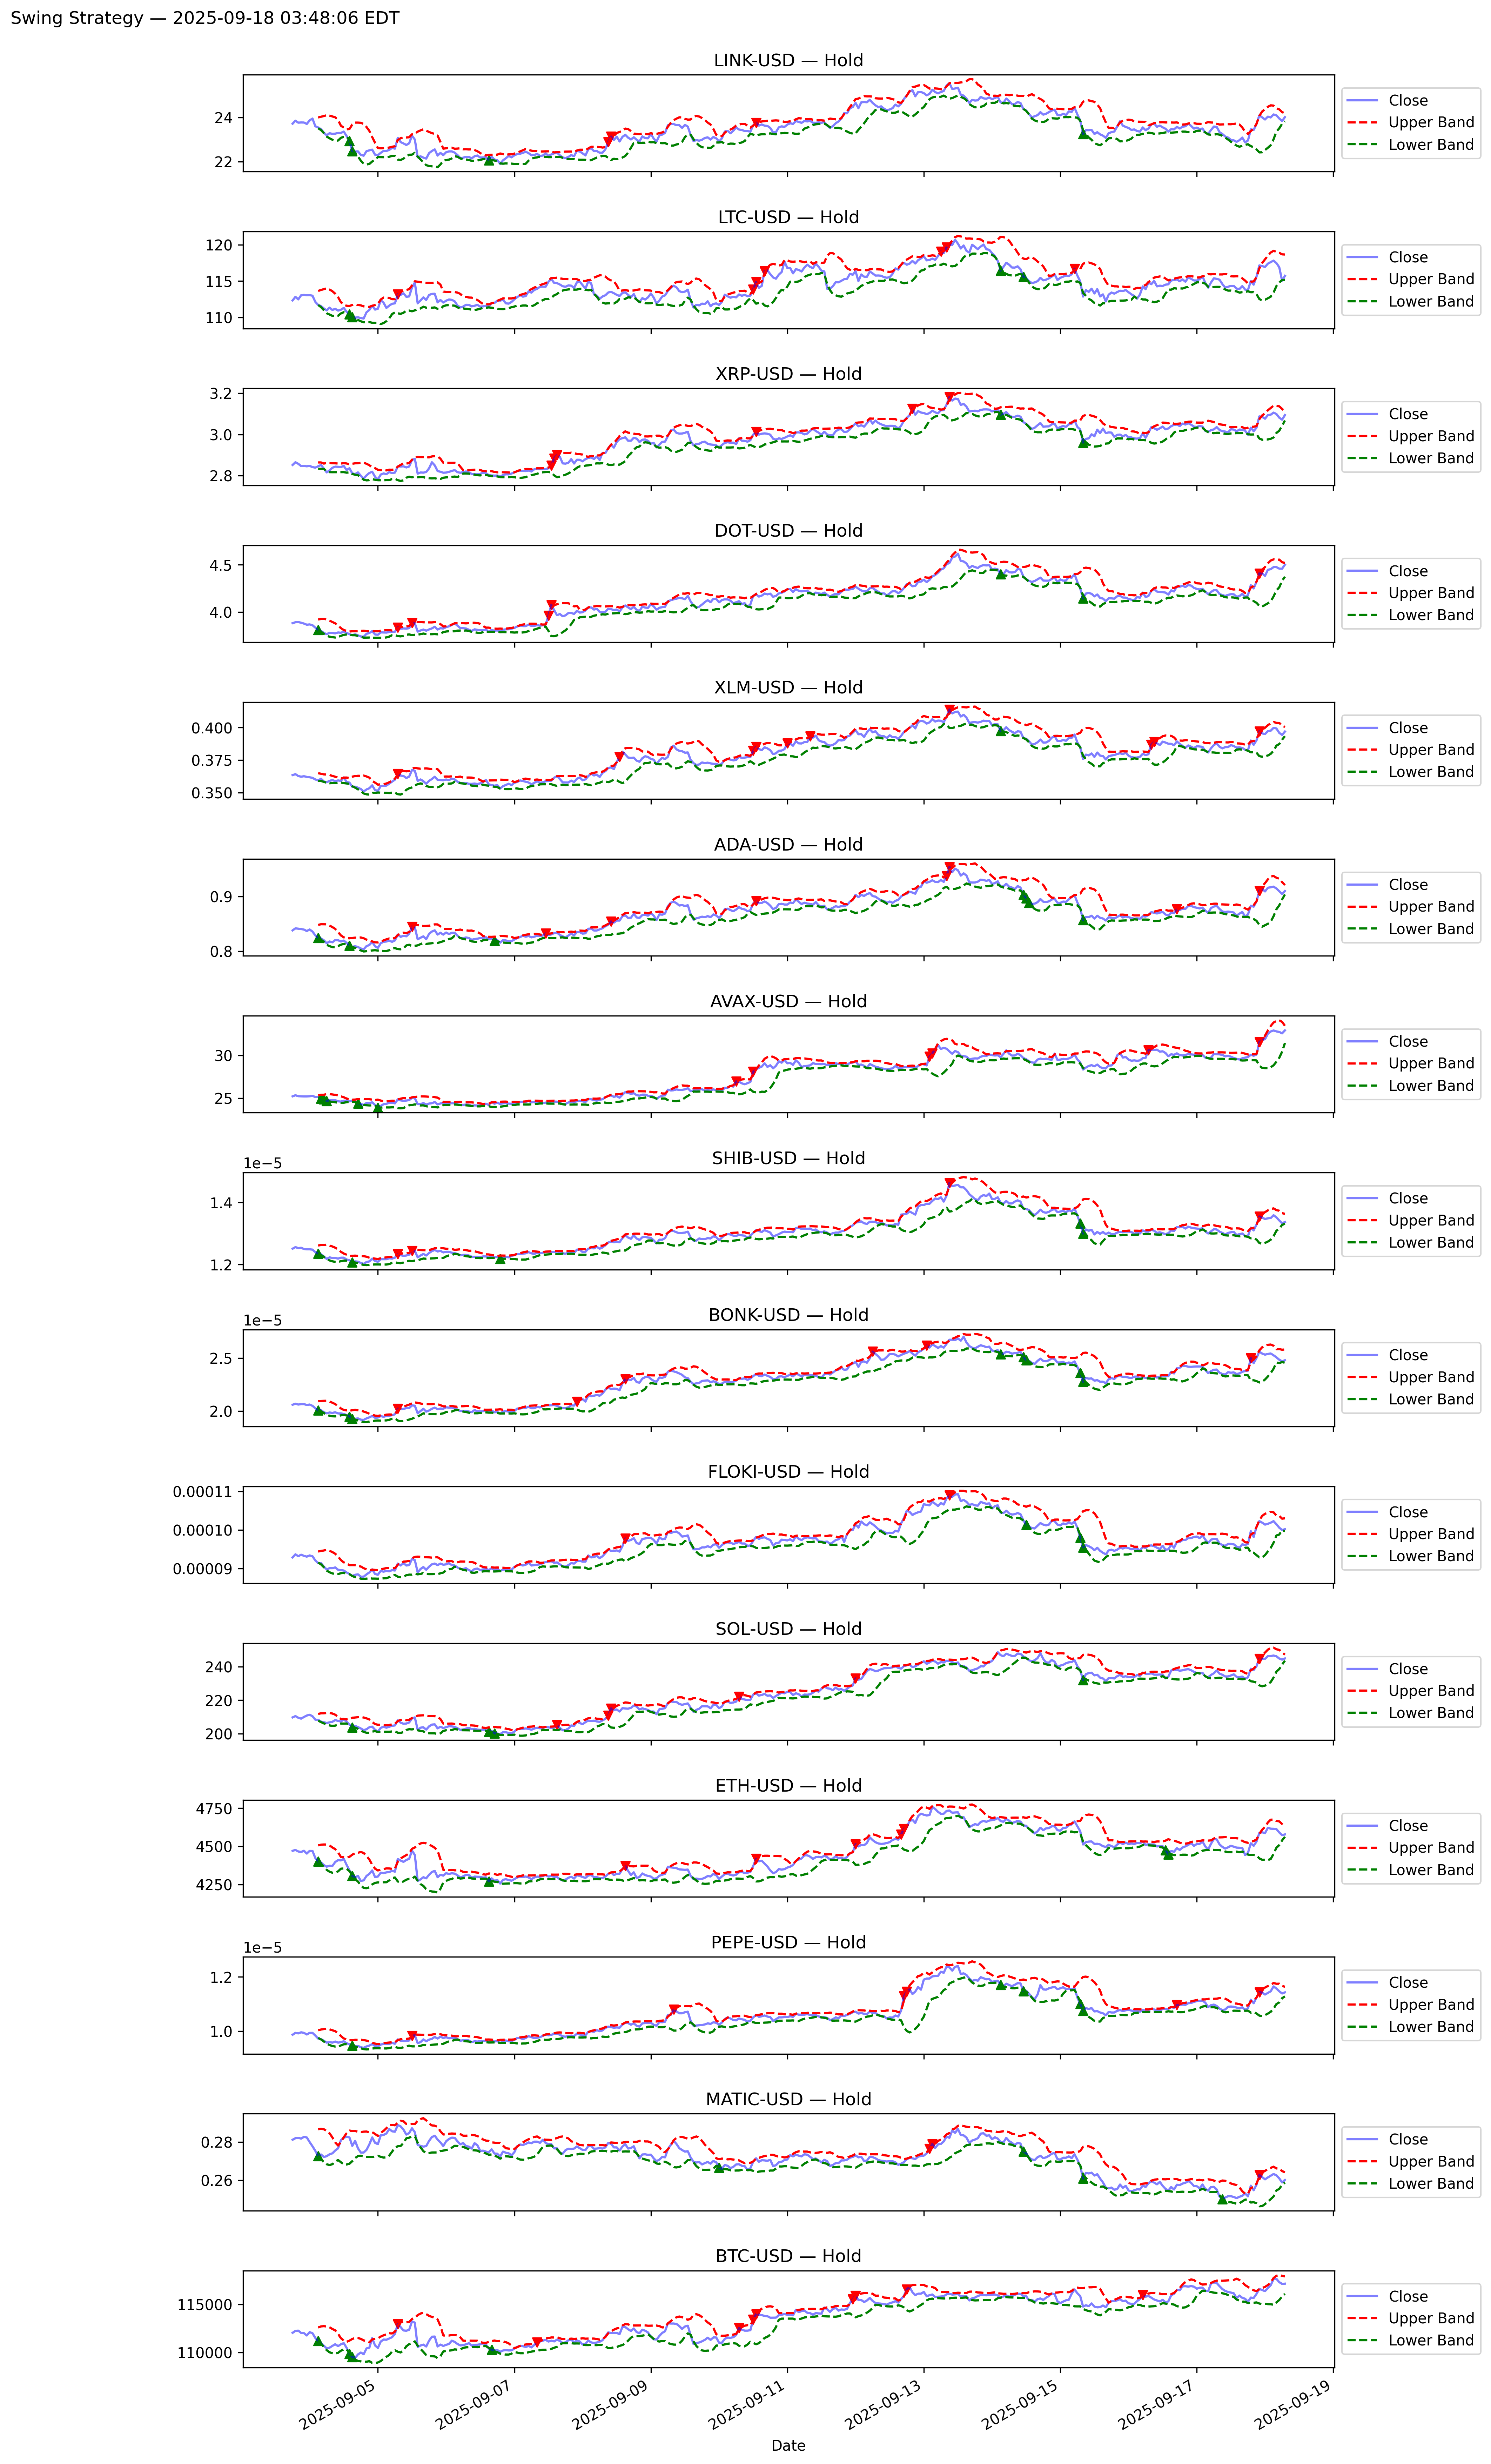 Swing Strategy — 2025-09-18 03:48:06 EDT
LINK-USD — Hold
24
22
Close
Upper Band
Lower Band
LTC-USD — Hold
120
115
110
Close
Upper Band
Lower Band
XRP-USD — Hold
3.2
3.0
2.8
Close
Upper Band
Lower Band
DOT-USD — Hold
4.5
4.0
Close
Upper Band
Lower Band
XLM-USD — Hold
0.400
0.375
0.350
Close
Upper Band
Lower Band
ADA-USD — Hold
0.9
0.8
Close
Upper Band
Lower Band
AVAX-USD — Hold
30
25
Close
Upper Band
Lower Band
SHIB-USD — Hold
1e−5
1.4
1.2
Close
Upper Band
Lower Band
BONK-USD — Hold
1e−5
2.5
2.0
Close
Upper Band
Lower Band
FLOKI-USD — Hold
0.00011
0.00010
0.00009
Close
Upper Band
Lower Band
SOL-USD — Hold
240
220
200
Close
Upper Band
Lower Band
ETH-USD — Hold
4750
4500
4250
Close
Upper Band
Lower Band
PEPE-USD — Hold
1e−5
1.2
1.0
Close
Upper Band
Lower Band
MATIC-USD — Hold
0.28
0.26
Close
Upper Band
Lower Band
BTC-USD — Hold
115000
110000
Close
Upper Band
Lower Band
2025-09-05
2025-09-07
2025-09-09
2025-09-11
2025-09-13
2025-09-15
2025-09-17
2025-09-19
Date